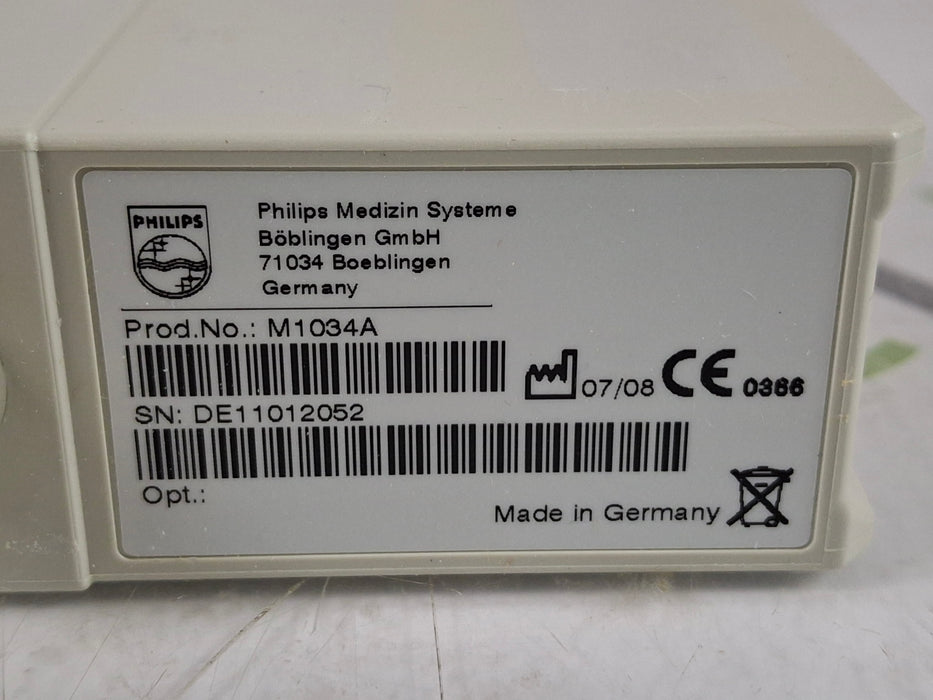 PHILIPS
Philips Medizin Systeme
Böblingen GmbH
71034 Boeblingen
Germany
Prod.No.: M1034A
07/08 CE 0366
SN: DE11012052
Opt.:
Made in Germany